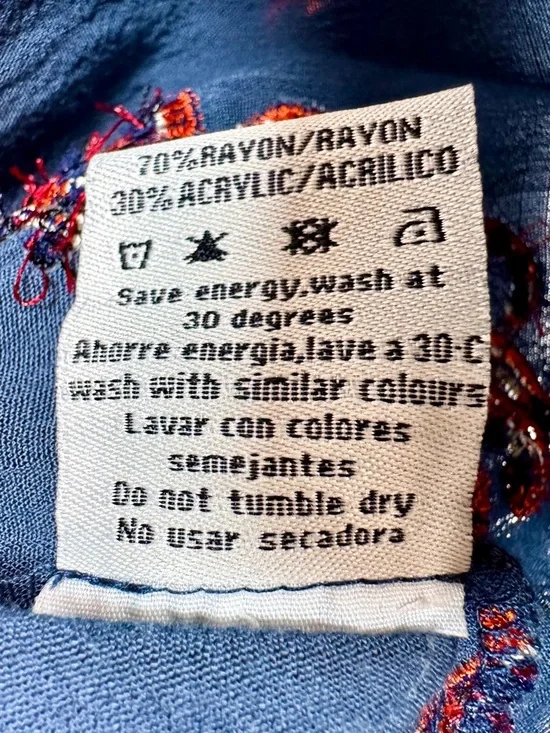 70%RAYON/RAYON
30% ACRYLIC/ACRILICO
Save energy,wash at
30 degrees
Ahorre energia,lave a 30·C
wash with similar colours
Lavar con colores
semejantes
Do not tumble dry
No usar secadora